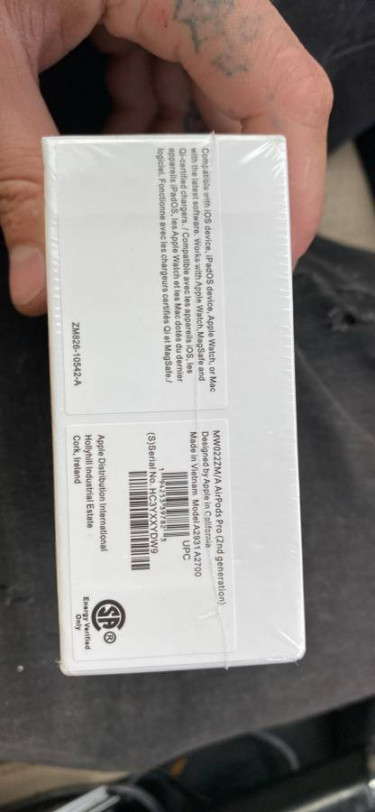 Compatible with iOS device, iPadOS device, Apple Watch, or Mac
with the latest software. Works with Apple Watch,MagSafe and
Qi-certified chargers. / Compatible avec les appareils iOS, les
appareils iPadOS, les Apple Watch et les Mac dotés du dernier
logiciel. Fonctionne avec les chargeurs certifiés Qi et MagSafe./
ZM826-10542-A
MW022ZM/A AirPods Pro (2nd generation)
Designed by Apple in California
Made in Vietnam Model A2931 A2700
UPC
(S)Serial No. HC3YXXYDW9
Apple Distribution International
Hollyhill Industrial Estate
Cork, Ireland
SA ®
Energy Verified
Only